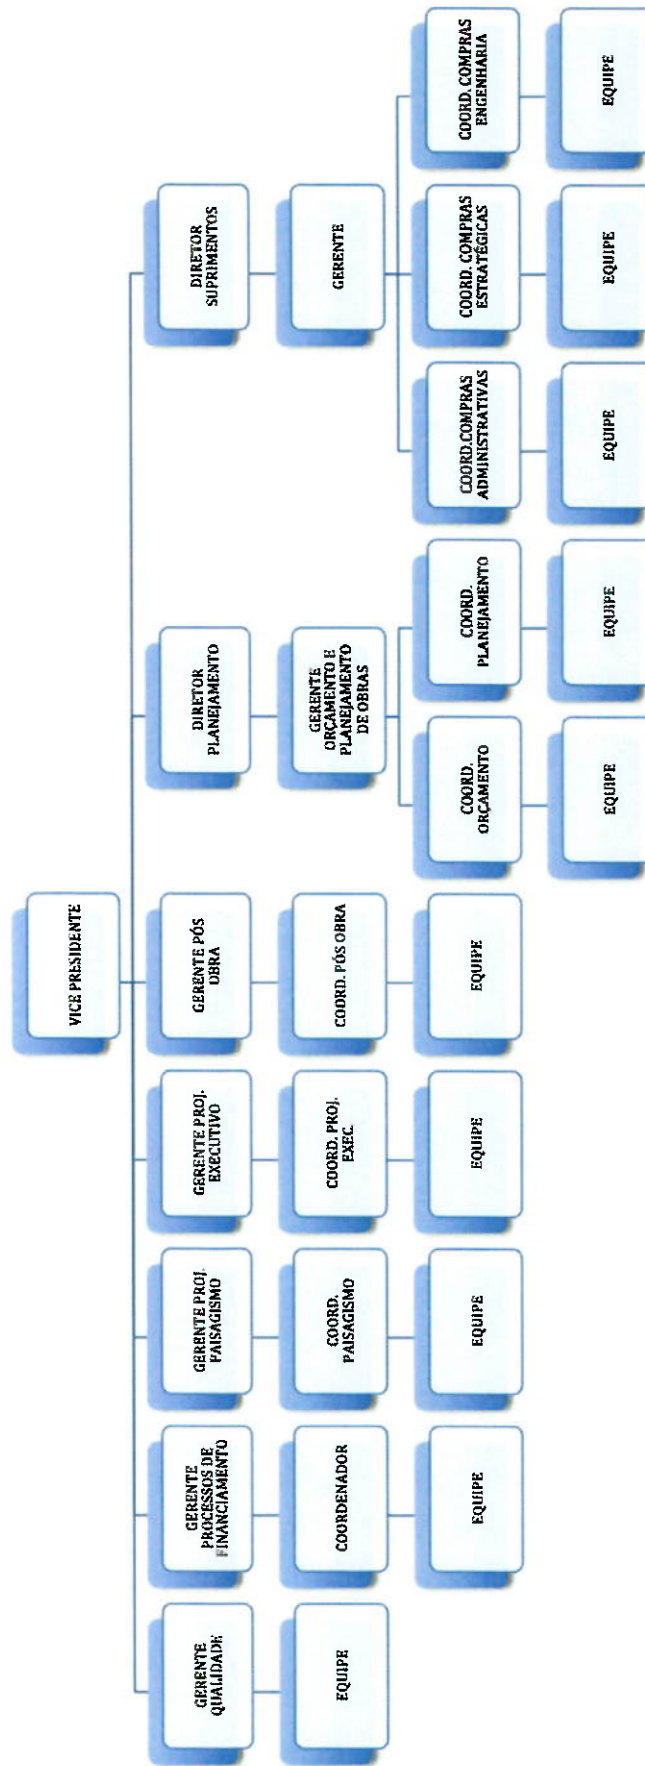 VICE PRESIDENTE
GERENTE
QUALIDADE
GERENTE
PROCESSOS DE
FINANCIAMENTO
GERENTE PROJ.
PAISAGISMO
GERENTE PROJ.
EXECUTIVO
GERENTE PÓS
OBRA
DIRETOR
PLANEJAMENTO
DIRETOR
SUPRIMENTOS
EQUIPE
COORDENADOR
COORD.
PAISAGISMO
COORD. PROJ.
EXEC.
COORD. PÓS OBRA
GERENTE
ORÇAMENTO E
PLANEJAMENTO
DE OBRAS
GERENTE
EQUIPE
EQUIPE
EQUIPE
EQUIPE
COORD.
ORÇAMENTO
COORD.
PLANEJAMENTO
COORD.COMPRAS
ADMINISTRATIVAS
COORD. COMPRAS
ESTRATÉGICAS
COORD. COMPRAS
ENGENHARIA
EQUIPE
EQUIPE
EQUIPE
EQUIPE
EQUIPE